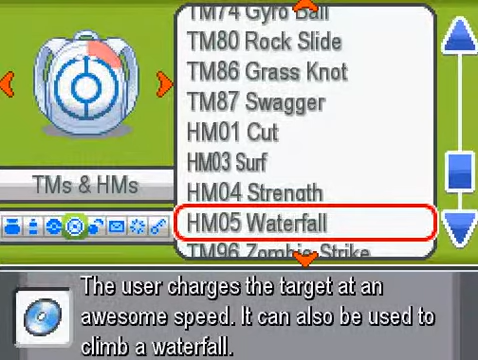 TM74 Gyro Ball
TM80 Rock Slide
TM86 Grass Knot
TM87 Swagger
HM01 Cut
HM03 Surf
HM04 Strength
HM05 Waterfall
TM96 Zombie Strike
TMs & HMs
The user charges the target at an
awesome speed. It can also be used to
climb a waterfall.